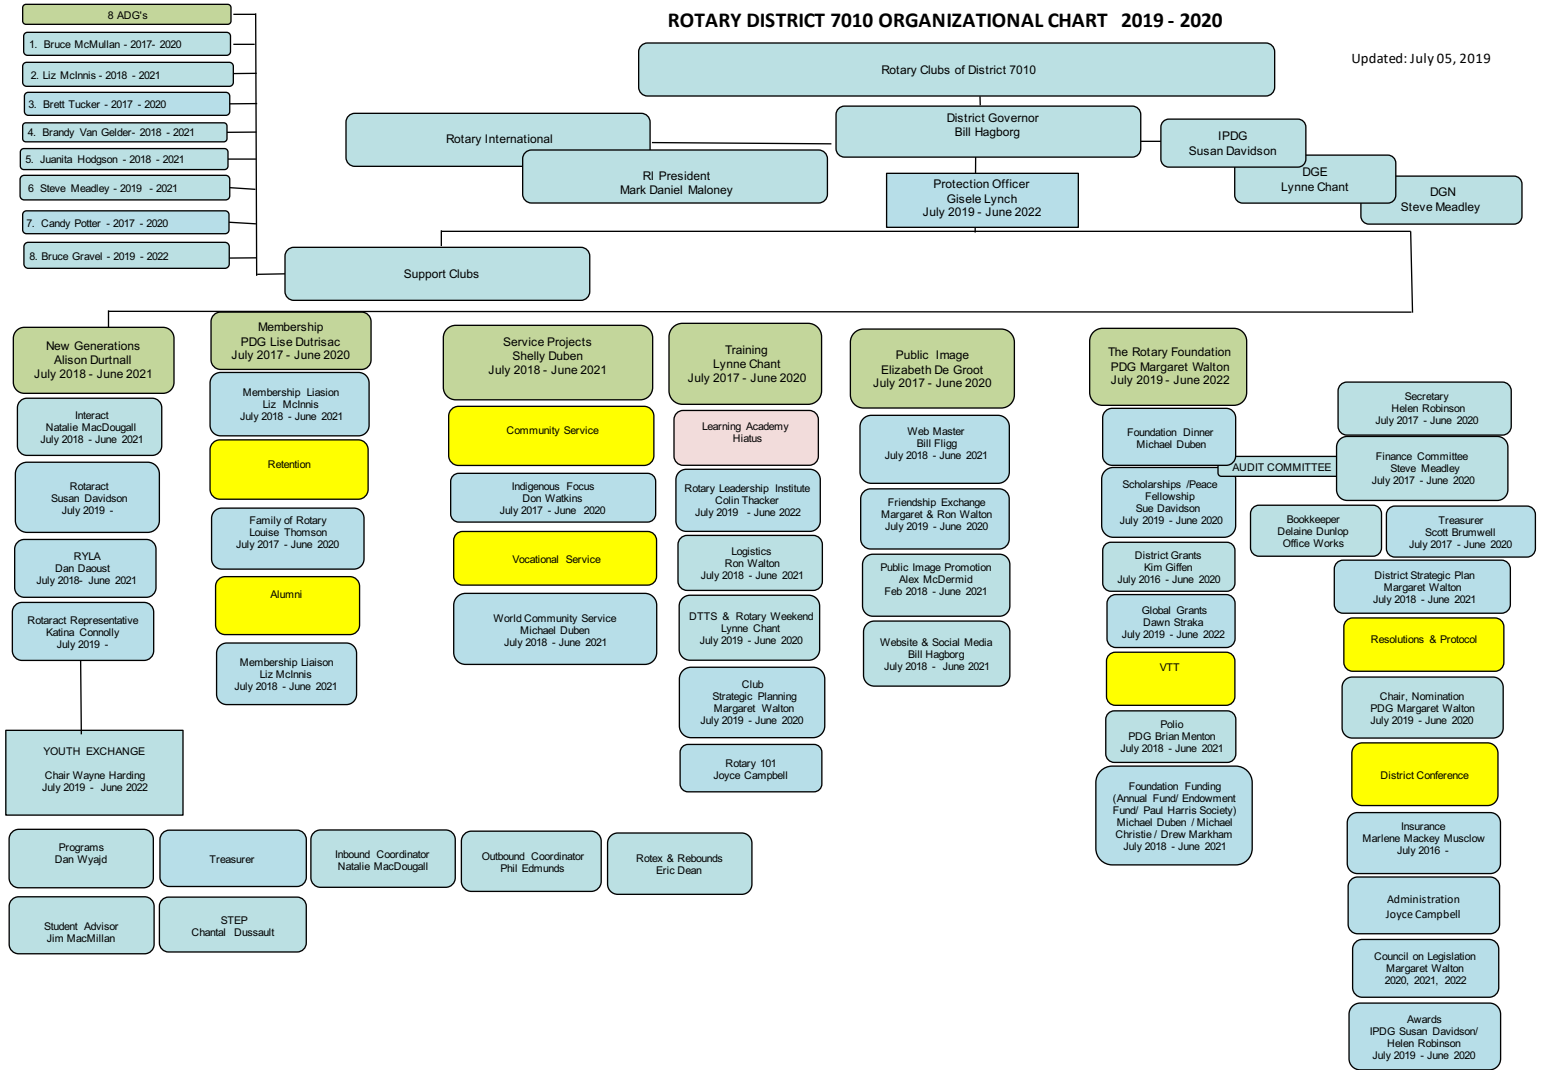 ROTARY DISTRICT 7010 ORGANIZATIONAL CHART 2019 - 2020
Updated: July 05, 2019
8 ADG's
1. Bruce McMullan - 2017- 2020
2. Liz McInnis - 2018 - 2021
3. Brett Tucker - 2017 - 2020
4. Brandy Van Gelder- 2018 - 2021
5. Juanita Hodgson - 2018 - 2021
6 Steve Meadley - 2019 - 2021
7. Candy Potter - 2017 - 2020
8. Bruce Gravel - 2019 - 2022
Rotary Clubs of District 7010
District Governor
Bill Hagborg
Rotary International
RI President
Mark Daniel Maloney
IPDG
Susan Davidson
DGE
Lynne Chant
DGN
Steve Meadley
Protection Officer
Gisele Lynch
July 2019 - June 2022
Support Clubs
New Generations
Alison Durtnall
July 2018 - June 2021
Interact
Natalie MacDougall
July 2018 - June 2021
Rotaract
Susan Davidson
July 2019 -
RYLA
Dan Daoust
July 2018- June 2021
Rotaract Representative
Katina Connolly
July 2019 -
YOUTH EXCHANGE
Chair Wayne Harding
July 2019 - June 2022
Programs
Dan Wyajd
Treasurer
Inbound Coordinator
Natalie MacDougall
Outbound Coordinator
Phil Edmunds
Rotex & Rebounds
Eric Dean
Student Advisor
Jim MacMillan
STEP
Chantal Dussault
Membership
PDG Lise Dutrisac
July 2017 - June 2020
Membership Liasion
Liz McInnis
July 2018 - June 2021
Retention
Family of Rotary
Louise Thomson
July 2017 - June 2020
Alumni
Membership Liaison
Liz McInnis
July 2018 - June 2021
Service Projects
Shelly Duben
July 2018 - June 2021
Community Service
Indigenous Focus
Don Watkins
July 2017 - June 2020
Vocational Service
World Community Service
Michael Duben
July 2018 - June 2021
Training
Lynne Chant
July 2017 - June 2020
Learning Academy
Hiatus
Rotary Leadership Institute
Colin Thacker
July 2019 - June 2022
Logistics
Ron Walton
July 2018 - June 2021
DTTS & Rotary Weekend
Lynne Chant
July 2019 - June 2020
Club
Strategic Planning
Margaret Walton
July 2019 - June 2020
Rotary 101
Joyce Campbell
Public Image
Elizabeth De Groot
July 2017 - June 2020
Web Master
Bill Fligg
July 2018 - June 2021
Friendship Exchange
Margaret & Ron Walton
July 2019 - June 2020
Public Image Promotion
Alex McDermid
Feb 2018 - June 2021
Website & Social Media
Bill Hagborg
July 2018 - June 2021
The Rotary Foundation
PDG Margaret Walton
July 2019 - June 2022
Foundation Dinner
Michael Duben
Scholarships /Peace
Fellowship
Sue Davidson
July 2019 - June 2020
District Grants
Kim Giffen
July 2016 - June 2020
Global Grants
Dawn Straka
July 2019 - June 2022
VTT
Polio
PDG Brian Menton
July 2018 - June 2021
Foundation Funding
(Annual Fund/ Endowment
Fund/ Paul Harris Society)
Michael Duben / Michael
Christie / Drew Markham
July 2018 - June 2021
AUDIT COMMITTEE
Secretary
Helen Robinson
July 2017 - June 2020
Finance Committee
Steve Meadley
July 2017 - June 2020
Bookkeeper
Delaine Dunlop
Office Works
Treasurer
Scott Brumwell
July 2017 - June 2020
District Strategic Plan
Margaret Walton
July 2018 - June 2021
Resolutions & Protocol
Chair, Nomination
PDG Margaret Walton
July 2019 - June 2020
District Conference
Insurance
Marlene Mackey Musclow
July 2016 -
Administration
Joyce Campbell
Council on Legislation
Margaret Walton
2020, 2021, 2022
Awards
IPDG Susan Davidson/
Helen Robinson
July 2019 - June 2020